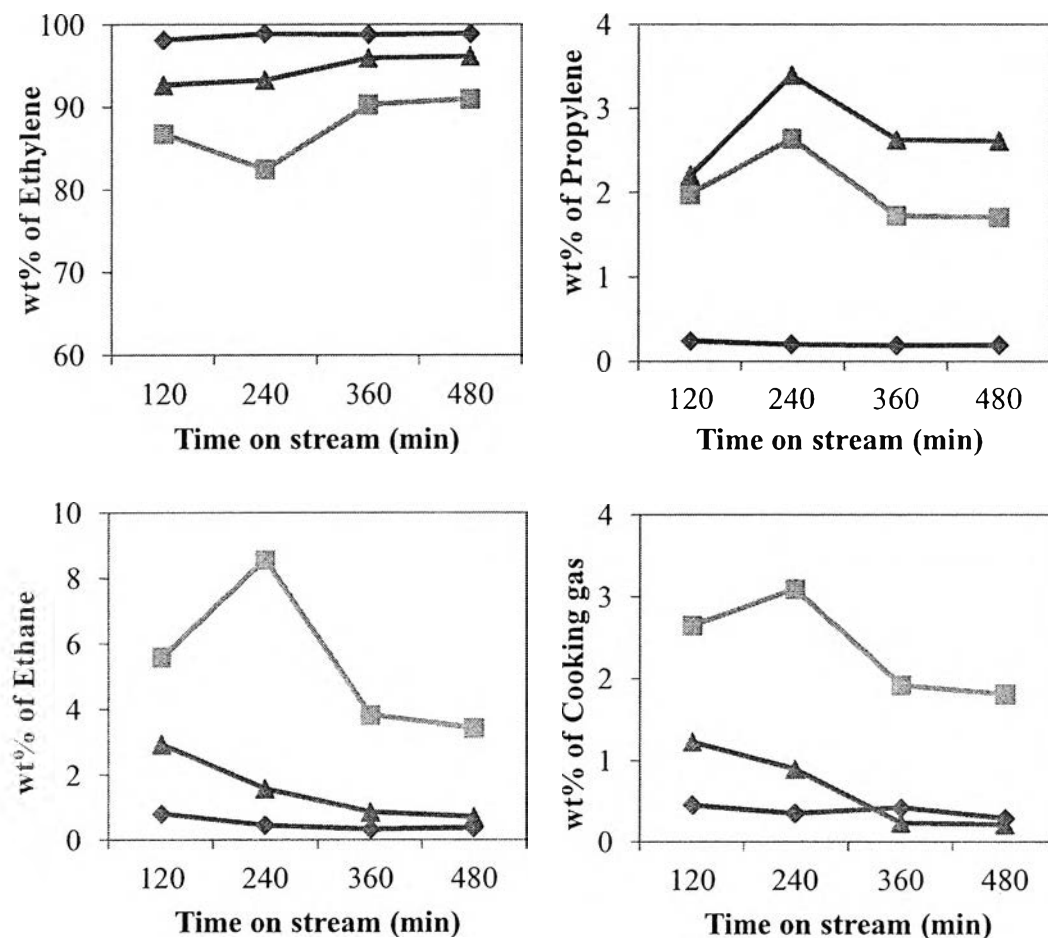 wt% of Ethylene
100
90
80
70
60
120 240 360 480
Time on stream (min)
wt% of Propylene
4
3
2
1
0
120 240 360 480
Time on stream (min)
wt% of Ethane
10
8
6
4
2
0
120 240 360 480
Time on stream (min)
wt% of Cooking gas
4
3
2
1
0
120 240 360 480
Time on stream (min)